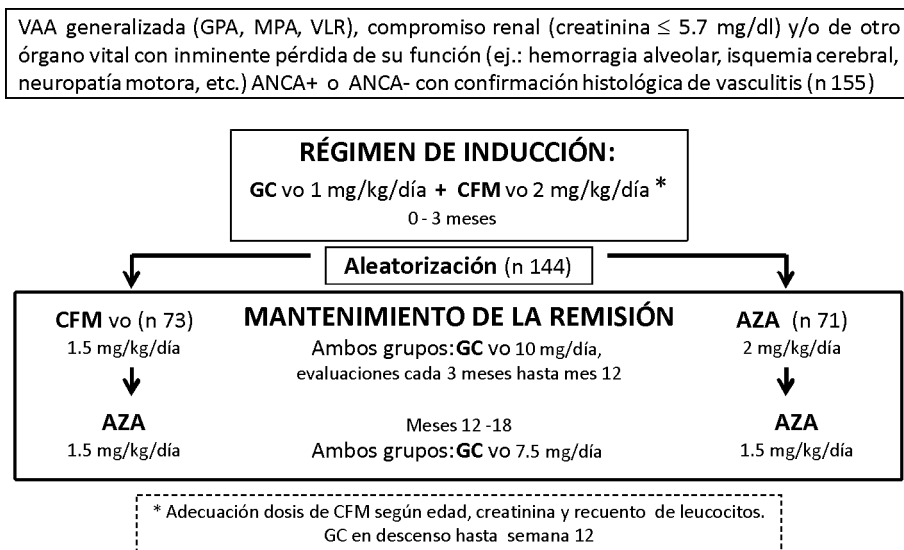 VAA generalizada (GPA, MPA, VLR), compromiso renal (creatinina ≤ 5.7 mg/dl) y/o de otro
órgano vital con inminente pérdida de su función (ej.: hemorragia alveolar, isquemia cerebral,
neuropatía motora, etc.) ANCA+ o ANCA- con confirmación histológica de vasculitis (n 155)
RÉGIMEN DE INDUCCIÓN:
GC vo 1 mg/kg/día + CFM vo 2 mg/kg/día *
0 - 3 meses
Aleatorización (n 144)
CFM vo (n 73)
1.5 mg/kg/día
AZA
1.5 mg/kg/día
MANTENIMIENTO DE LA REMISIÓN
Ambos grupos: GC vo 10 mg/día,
evaluaciones cada 3 meses hasta mes 12
Meses 12 -18
Ambos grupos: GC vo 7.5 mg/día
AZA (n 71)
2 mg/kg/día
AZA
1.5 mg/kg/día
* Adecuación dosis de CFM según edad, creatinina y recuento de leucocitos.
GC en descenso hasta semana 12